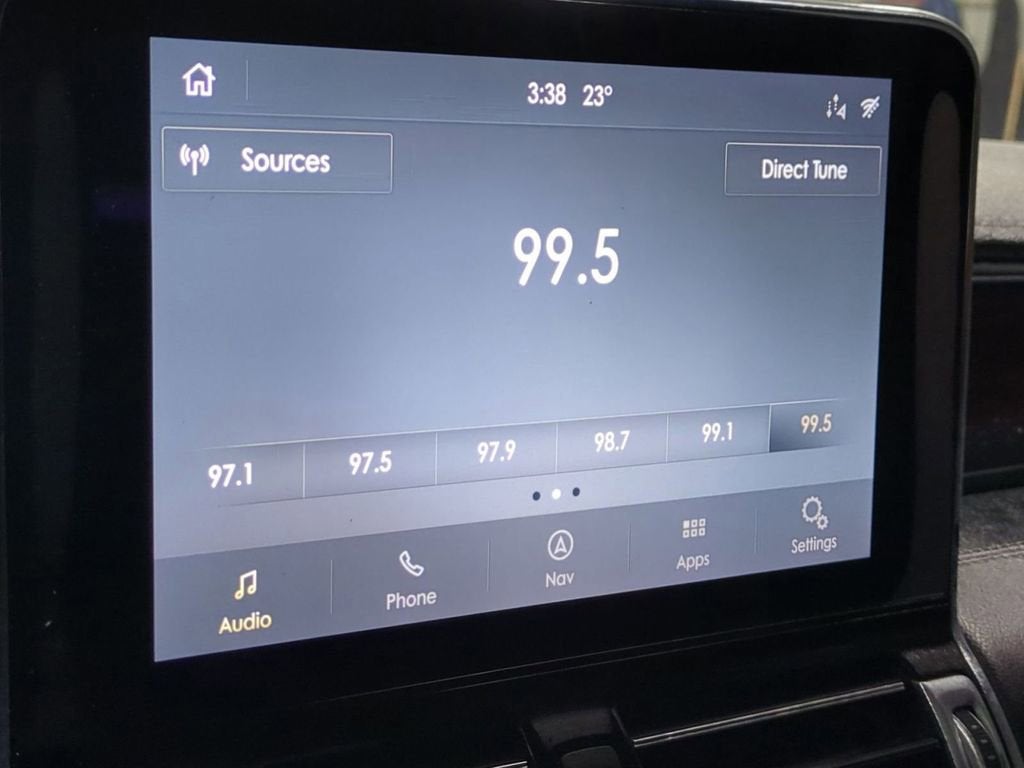 3:38 23°
Sources
Direct Tune
99.5
97.1 97.5 97.9 98.7 99.1 99.5
Audio Phone Nav Apps Settings